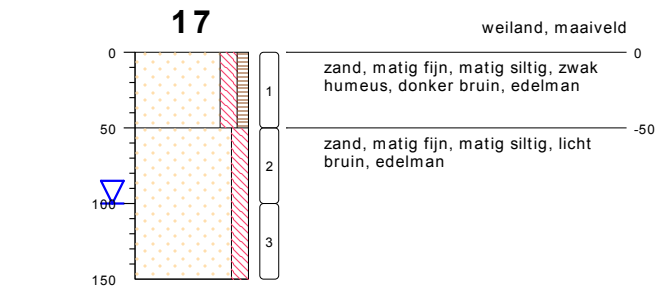 17
weiland, maaiveld
0
0
zand, matig fijn, matig siltig, zwak
humeus, donker bruin, edelman
1
50
-50
zand, matig fijn, matig siltig, licht
bruin, edelman
2
100
3
150